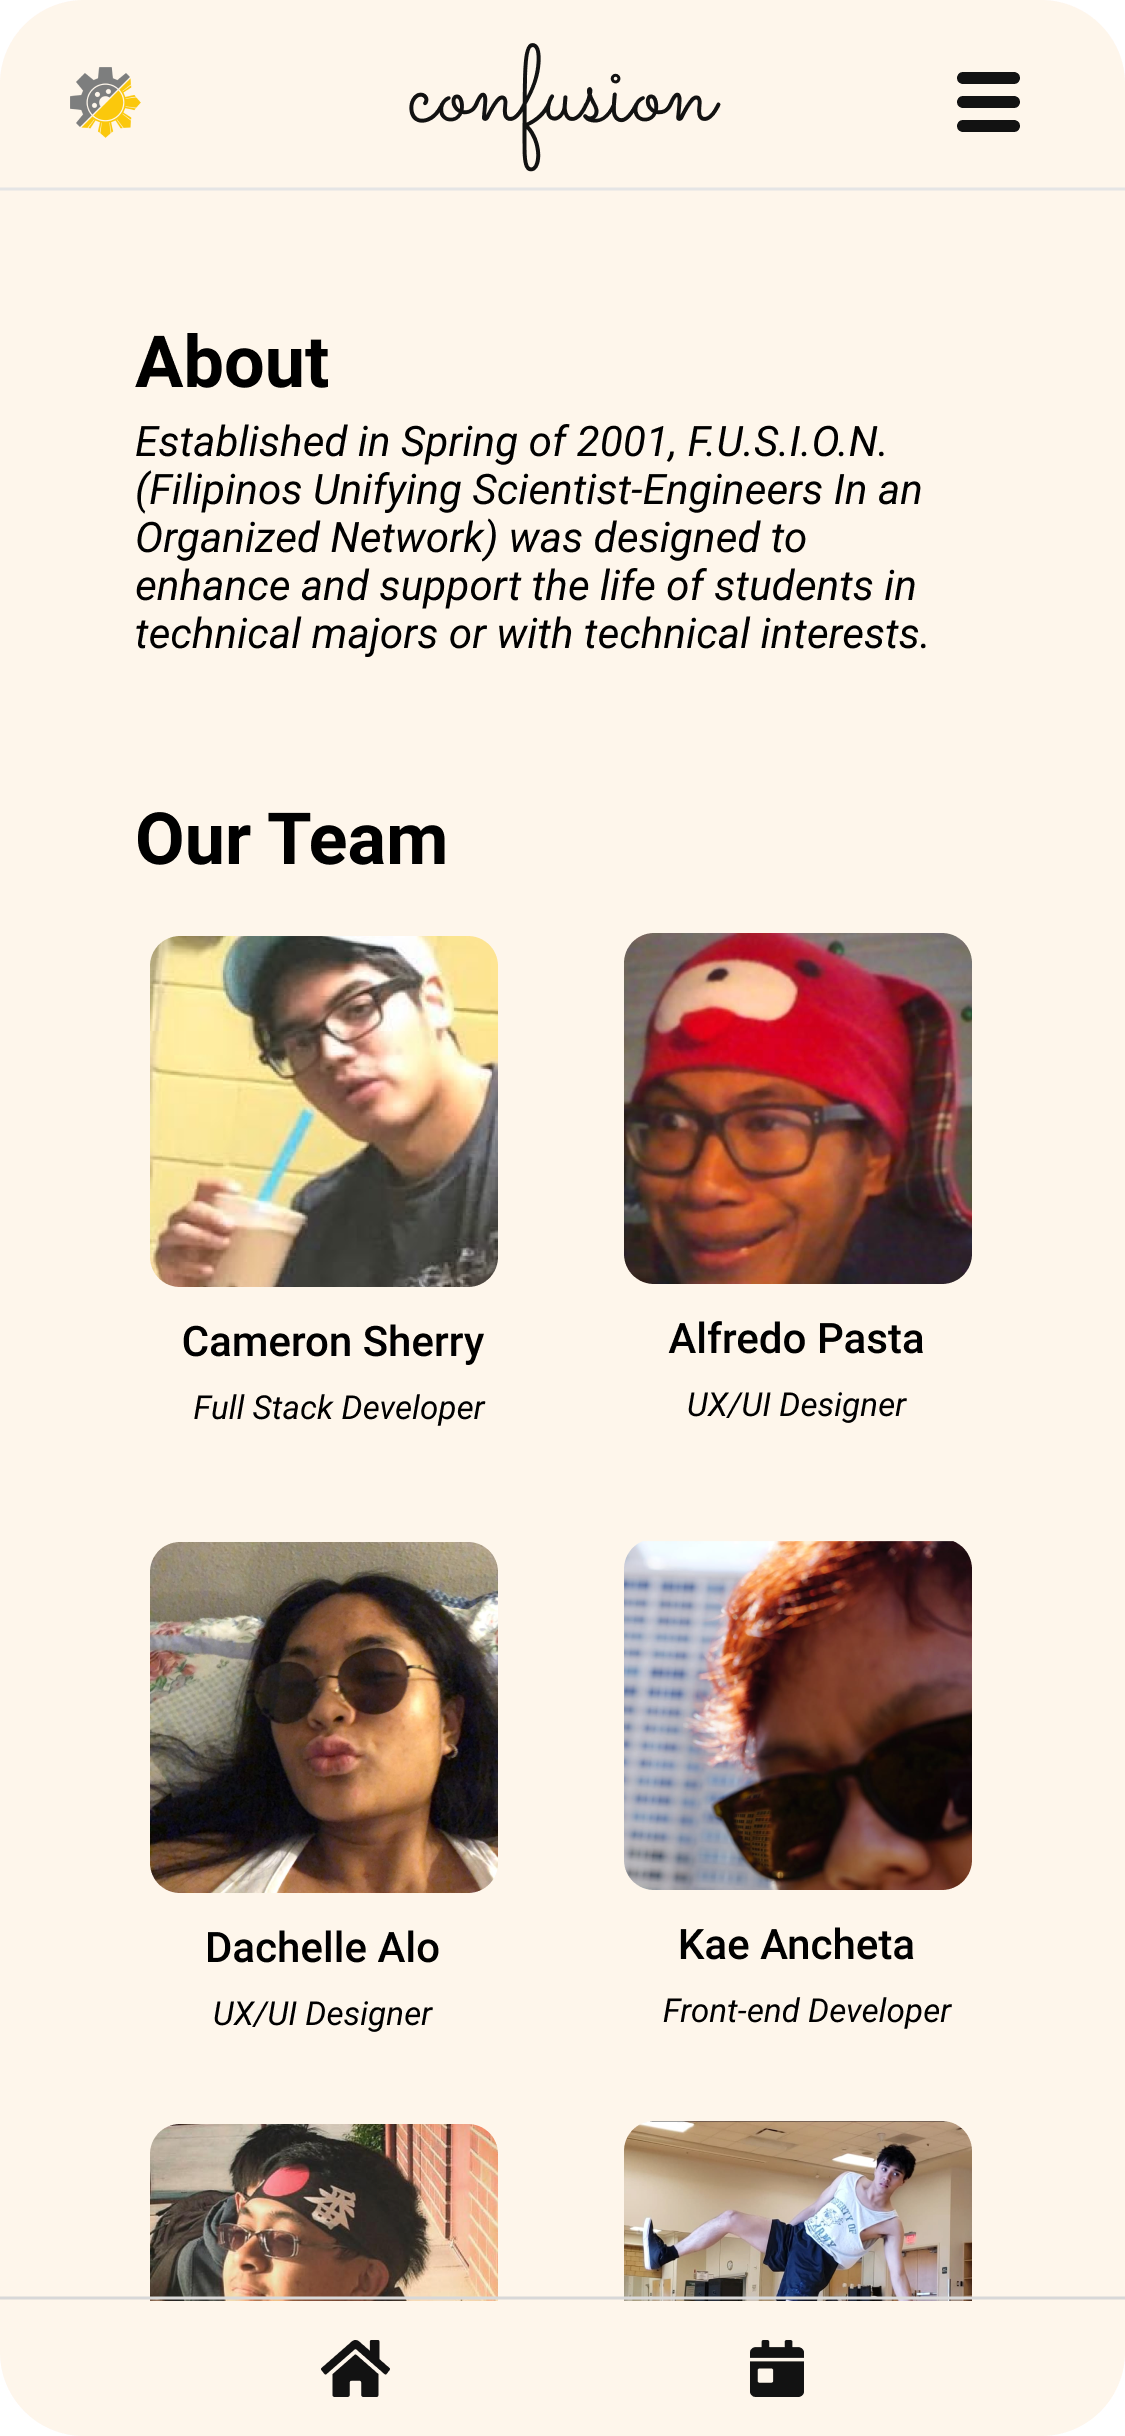 confusion
About
Established in Spring of 2001, F.U.S.I.O.N.
(Filipinos Unifying Scientist-Engineers In an
Organized Network) was designed to
enhance and support the life of students in
technical majors or with technical interests.
Our Team
Cameron Sherry
Alfredo Pasta
Full Stack Developer
UX/UI Designer
Dachelle Alo
Kae Ancheta
UX/UI Designer
Front-end Developer
番
ARMY